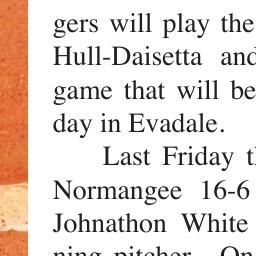 gers will play the
Hull-Daisetta and
game that will be
day in Evadale.
Last Friday
Normangee 16-6
Johnathon White
ning pitcher. On